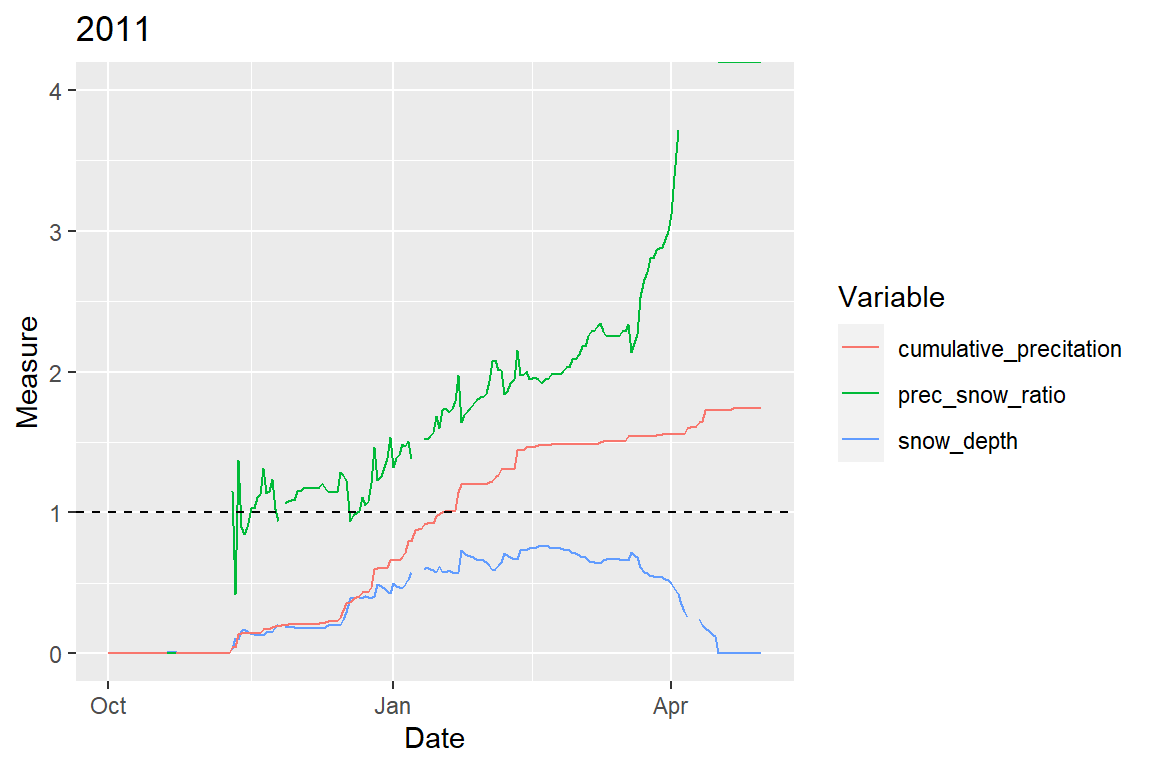 2011
Measure
4
3
2
1
0
Oct
Jan
Apr
Date
Variable
cumulative_precitation
prec_snow_ratio
snow_depth